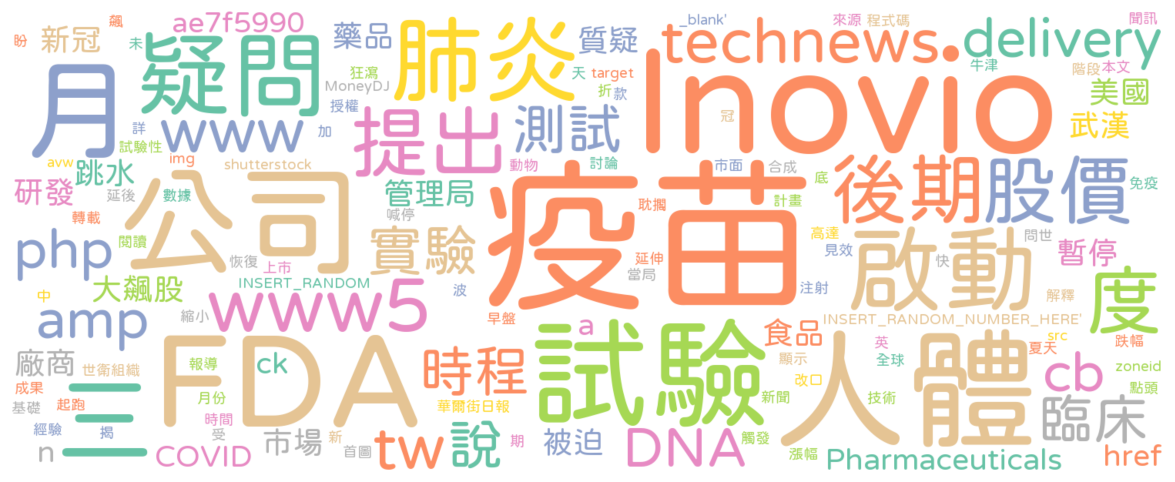 飆
盼
新冠
ae7f5990
未
疑問
藥品
狂瀉
MoneyDJ
授權
肺炎
質疑
天
target
折
款
_blank'
technews
來源
程式碼
聞訊
delivery
牛津
階段
本文
美國
武漢
月
www
詳
試驗性
加
提出
測試
動物
討論
冠
Inovio
市面
合成
avw
img
shutterstock
跳水
研發
延後
數據
轉載
管理局
喊停
耽擱
底
計畫
後期
股價
免疫
php
閱讀
公司
恢復
上市
實驗
疫苗
延伸
當局
高達
見效
注射
啟動
快
問世
暫停
解釋
度
中
大飆股
INSERT_RANDOM
波
amp
縮小
www5
早盤
a
試驗
食品
INSERT_RANDOM_NUMBER_HERE'
顯示
改口
英
全球
src
夏天
跌幅
廠商
世衛組織
報導
ck
FDA
時程
人體
cb
zoneid
點頭
成果
基礎
起跑
三
月份
華爾街日報
新聞
技術
經驗
揭
時間
受
n
COVID
市場
新
首圖
tw
說
期
被迫
DNA
觸發
漲幅
Pharmaceuticals
臨床
href